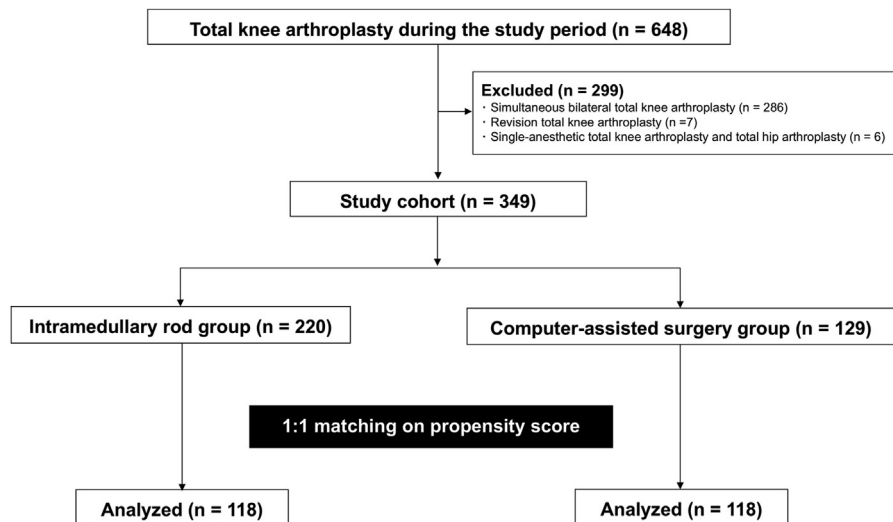 Total knee arthroplasty during the study period (n = 648)
Excluded (n = 299)
・Simultaneous bilateral total knee arthroplasty (n = 286)
・Revision total knee arthroplasty (n =7)
・Single-anesthetic total knee arthroplasty and total hip arthroplasty (n = 6)
Study cohort (n = 349)
Intramedullary rod group (n = 220)
Computer-assisted surgery group (n = 129)
1:1 matching on propensity score
Analyzed (n = 118)
Analyzed (n = 118)